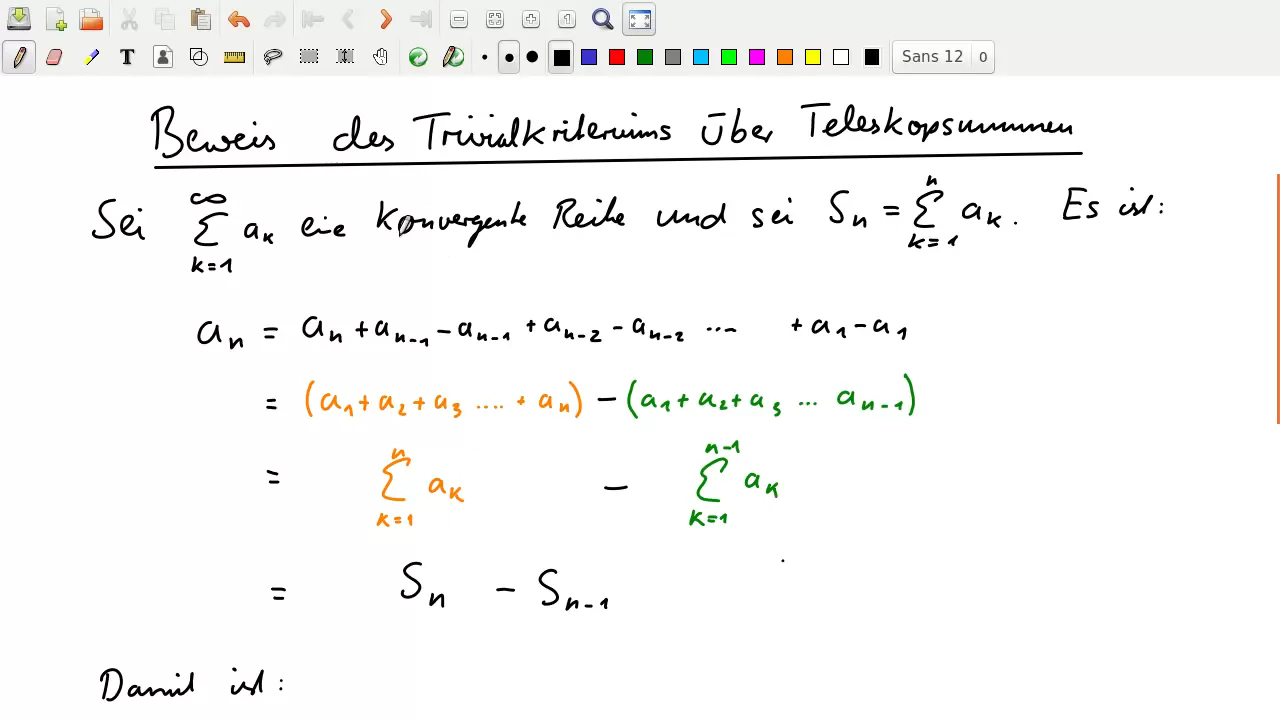 Sans 12 0
Beweis des Trivialkriteriums über Teleskopsummen
Sei ∑_{k=1}^{∞} a_k eine konvergente Reihe und sei S_n = ∑_{k=1}^{n} a_k. Es ist:
a_n = a_n + a_{n-1} - a_{n-1} + a_{n-2} - a_{n-2} ... + a_1 - a_1
= (a_1 + a_2 + a_3 .... + a_n) - (a_1 + a_2 + a_3 ... a_{n-1})
= ∑_{k=1}^{n} a_k - ∑_{k=1}^{n-1} a_k
= S_n - S_{n-1}
Damit ist: